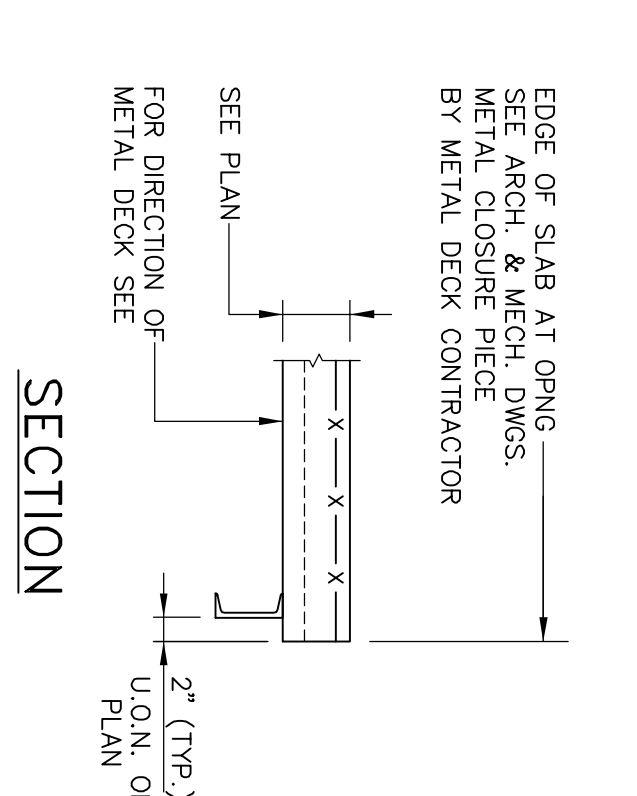 EDGE OF SLAB AT OPNG
SEE ARCH. & MECH. DWGS.
METAL CLOSURE PIECE
BY METAL DECK CONTRACTOR
SEE PLAN
FOR DIRECTION OF
METAL DECK SEE
X X X
2" (TYP.)
U.O.N.
PLAN
SECTION